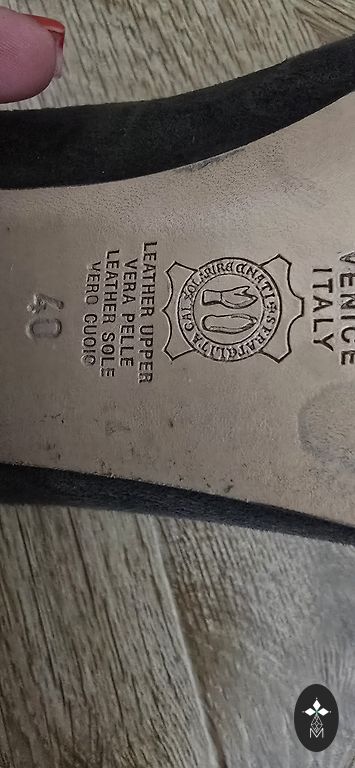 VENICE
ITALY
LEATHER UPPER
VERA PELLE
LEATHER SOLE
VERO CUOIO
40
M